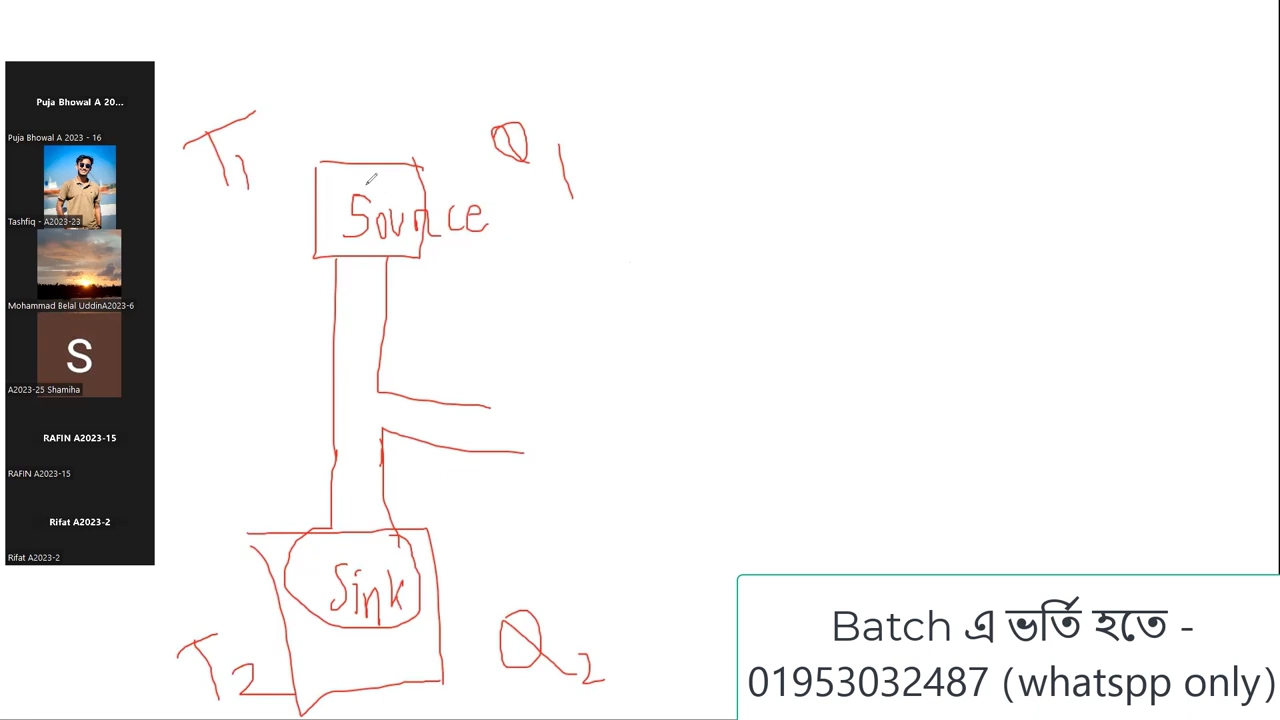 Puja Bhowal A 20...
Puja Bhowal A 2023 - 16
Tashfiq - A2023-23
Mohammad Belal UddinA2023-6
S
A2023-25 Shamiha
RAFIN A2023-15
RAFIN A2023-15
Rifat A2023-2
Rifat A2023-2
T1
Q1
Source
Sink
T2
Q2
Batch এ ভর্তি হতে -
01953032487 (whatspp only)